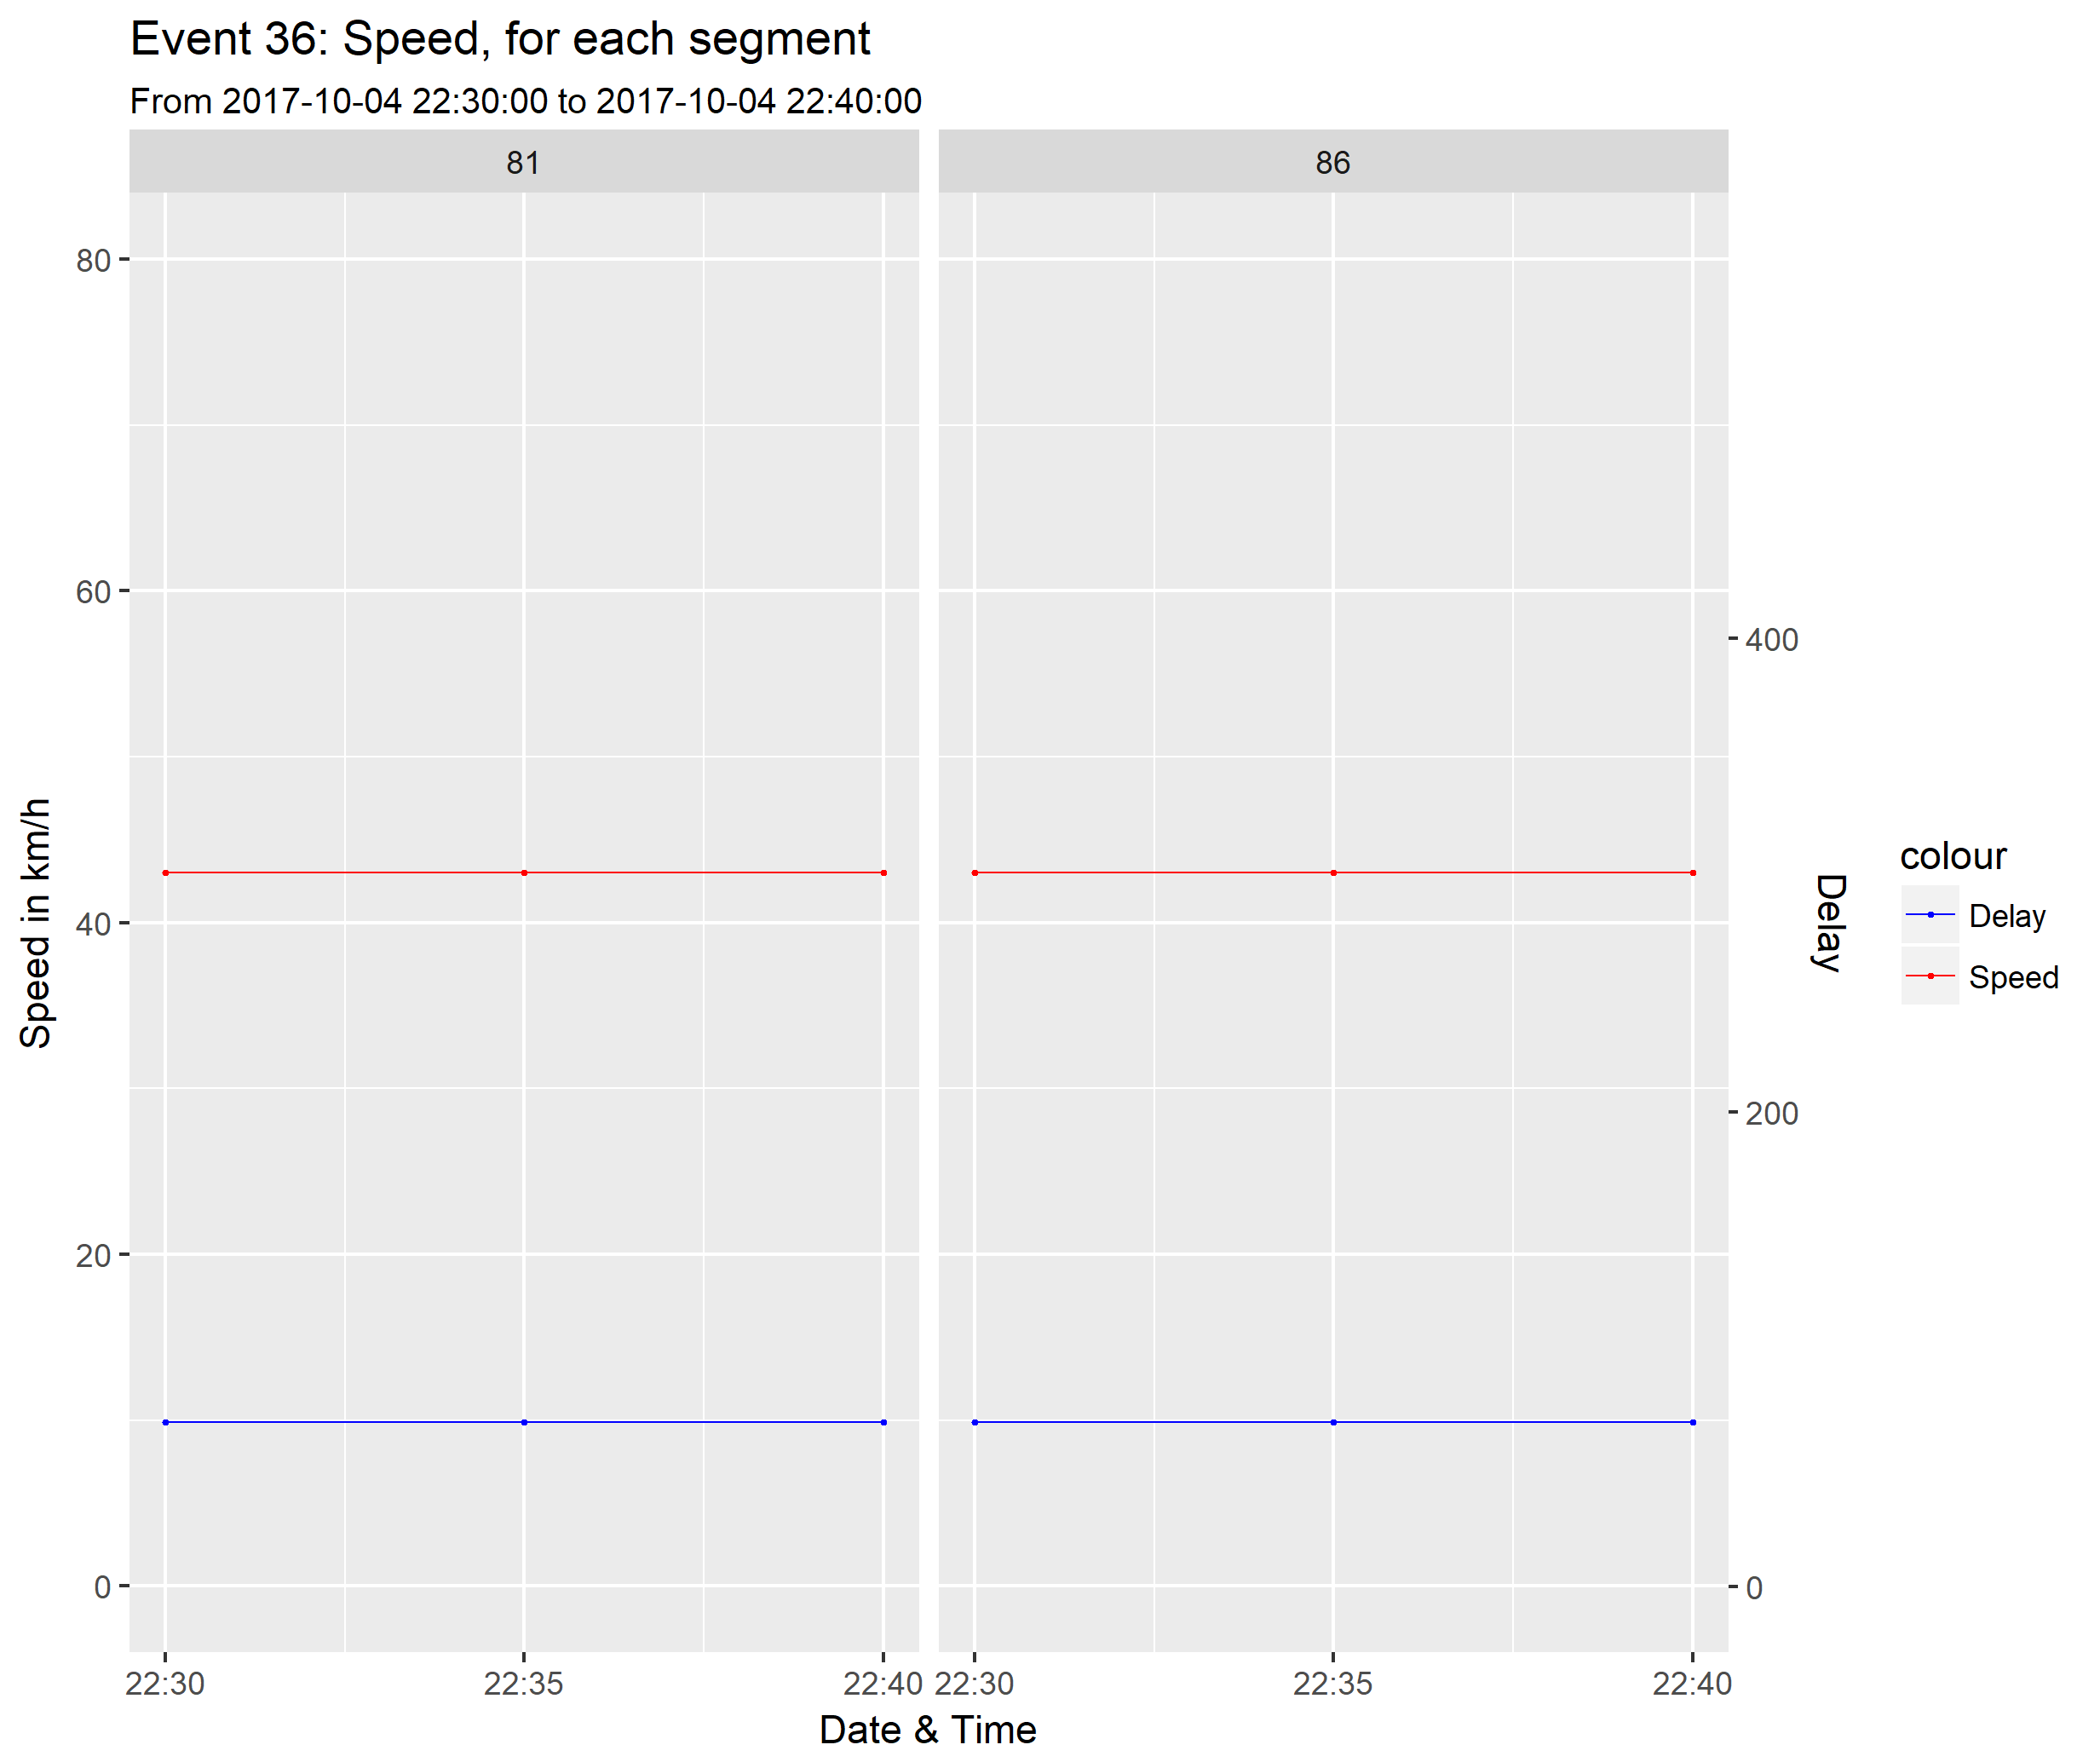 Event 36: Speed, for each segment
From 2017-10-04 22:30:00 to 2017-10-04 22:40:00
81 86
80
60
40
20
0
Speed in km/h
400
200
0
Delay
colour
Delay
Speed
22:30 22:35 22:40 22:30 22:35 22:40
Date & Time